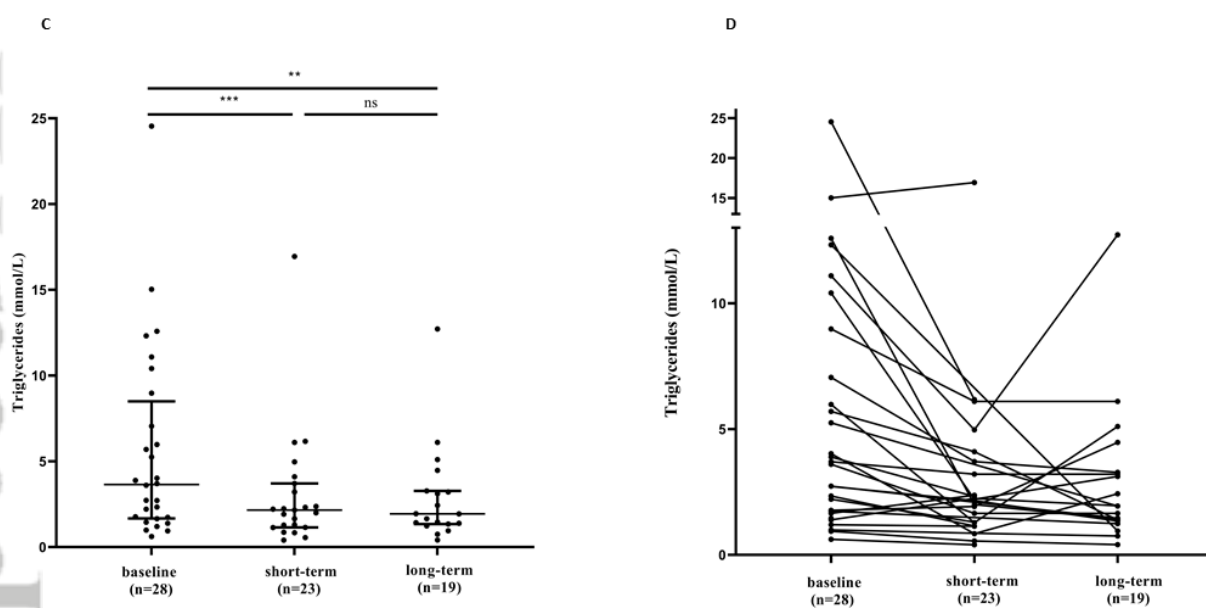 C
**
***
ns
25
20
15
10
5
0
Triglycerides (mmol/L)
baseline
(n=28)
short-term
(n=23)
long-term
(n=19)
D
25
20
15
10
5
0
Triglycerides (mmol/L)
baseline
(n=28)
short-term
(n=23)
long-term
(n=19)